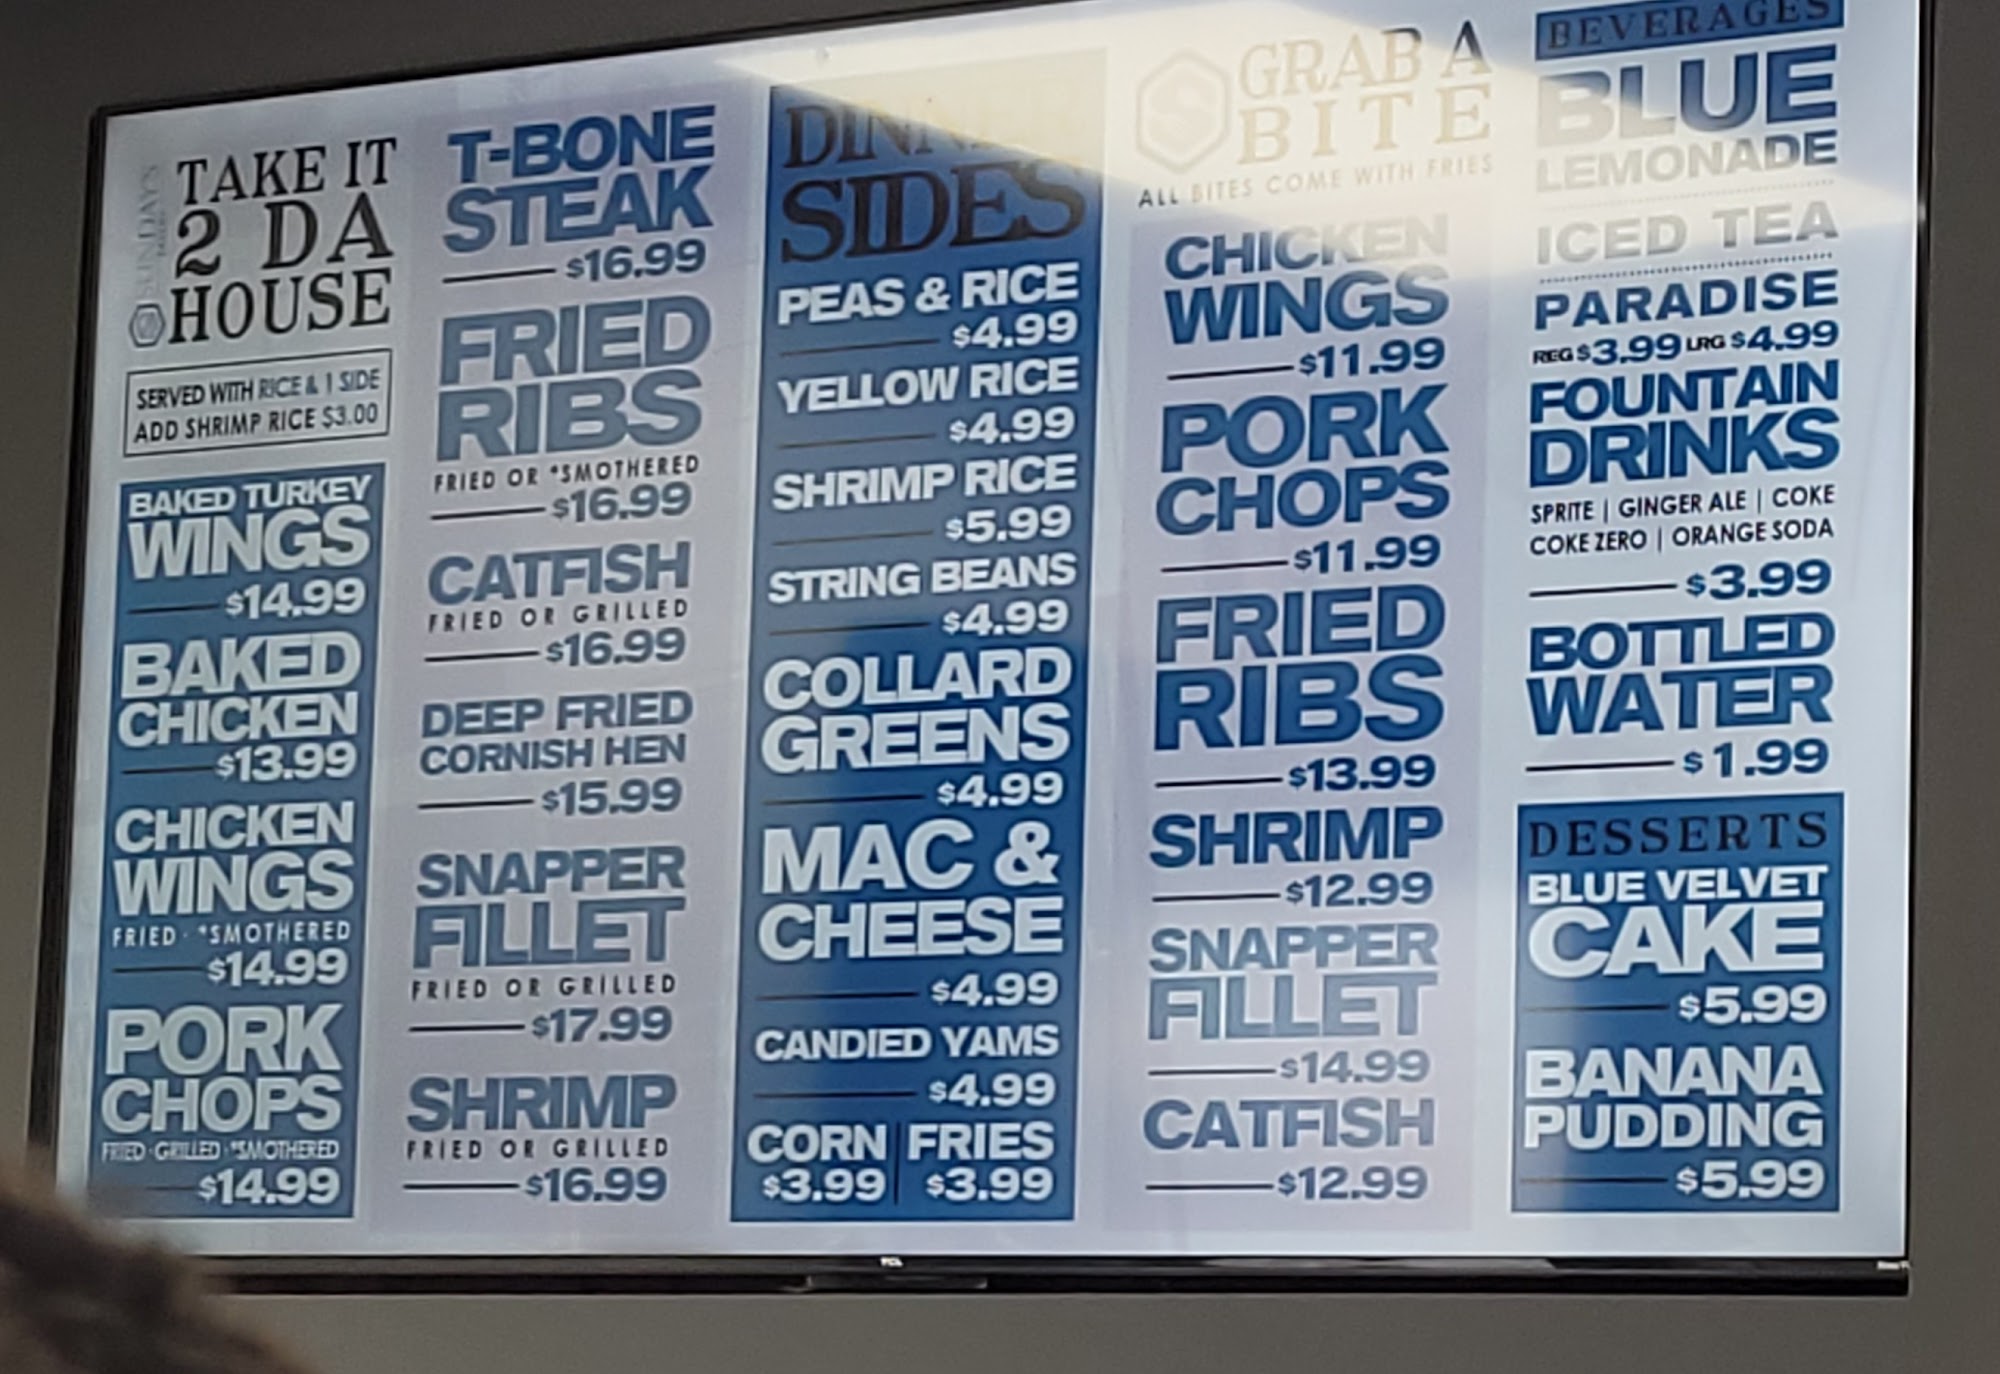 SUNDAY'S
TAKE IT
2 DA
HOUSE
SERVED WITH RICE & 1 SIDE
ADD SHRIMP RICE $3.00
BAKED TURKEY
WINGS
$14.99
BAKED
CHICKEN
$13.99
CHICKEN
WINGS
FRIED · *SMOTHERED
$14.99
PORK
CHOPS
FRIED · GRILLED · *SMOTHERED
$14.99
T-BONE
STEAK
$16.99
FRIED
RIBS
FRIED OR *SMOTHERED
$16.99
CATFISH
FRIED OR GRILLED
$16.99
DEEP FRIED
CORNISH HEN
$15.99
SNAPPER
FILLET
FRIED OR GRILLED
$17.99
SHRIMP
FRIED OR GRILLED
$16.99
DINNER
SIDES
PEAS & RICE
$4.99
YELLOW RICE
$4.99
SHRIMP RICE
$5.99
STRING BEANS
$4.99
COLLARD
GREENS
$4.99
MAC &
CHEESE
$4.99
CANDIED YAMS
$4.99
CORN | FRIES
$3.99 | $3.99
GRAB A
BITE
ALL BITES COME WITH FRIES
CHICKEN
WINGS
$11.99
PORK
CHOPS
$11.99
FRIED
RIBS
$13.99
SHRIMP
$12.99
SNAPPER
FILLET
$14.99
CATFISH
$12.99
BEVERAGES
BLUE
LEMONADE
ICED TEA
PARADISE
REG $3.99 LRG $4.99
FOUNTAIN
DRINKS
SPRITE | GINGER ALE | COKE
COKE ZERO | ORANGE SODA
$3.99
BOTTLED
WATER
$1.99
DESSERTS
BLUE VELVET
CAKE
$5.99
BANANA
PUDDING
$5.99
TCL